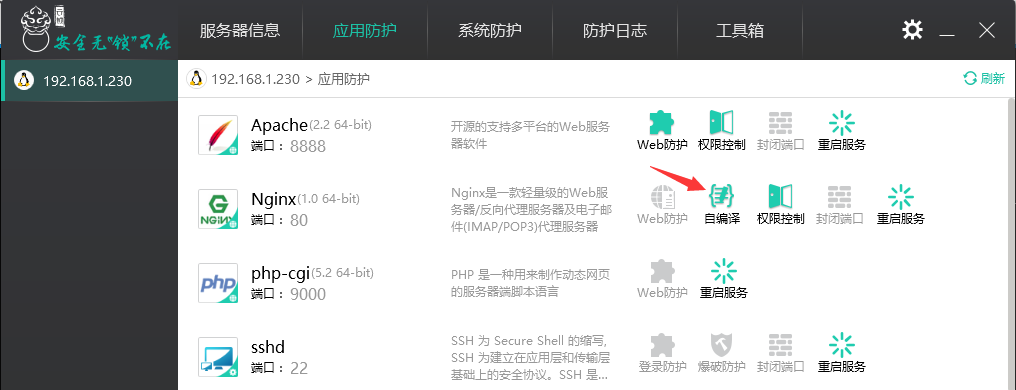 云锁
安全无“锁”不在
服务器信息
应用防护
系统防护
防护日志
工具箱
192.168.1.230
192.168.1.230 > 应用防护
刷新
Apache(2.2 64-bit)
端口：8888
开源的支持多平台的Web服务
器软件
Web防护
权限控制
封闭端口
重启服务
NGINX
Nginx(1.0 64-bit)
端口：80
Nginx是一款轻量级的Web服
务器/反向代理服务器及电子邮
件(IMAP/POP3)代理服务器
Web防护
自编译
权限控制
封闭端口
重启服务
php
php-cgi(5.2 64-bit)
端口：9000
PHP 是一种用来制作动态网页
的服务器端脚本语言
Web防护
重启服务
sshd
端口：22
SSH 为 Secure Shell 的缩写,
SSH 为建立在应用层和传输层
基础上的安全协议。SSH 是...
登录防护
爆破防护
封闭端口
重启服务